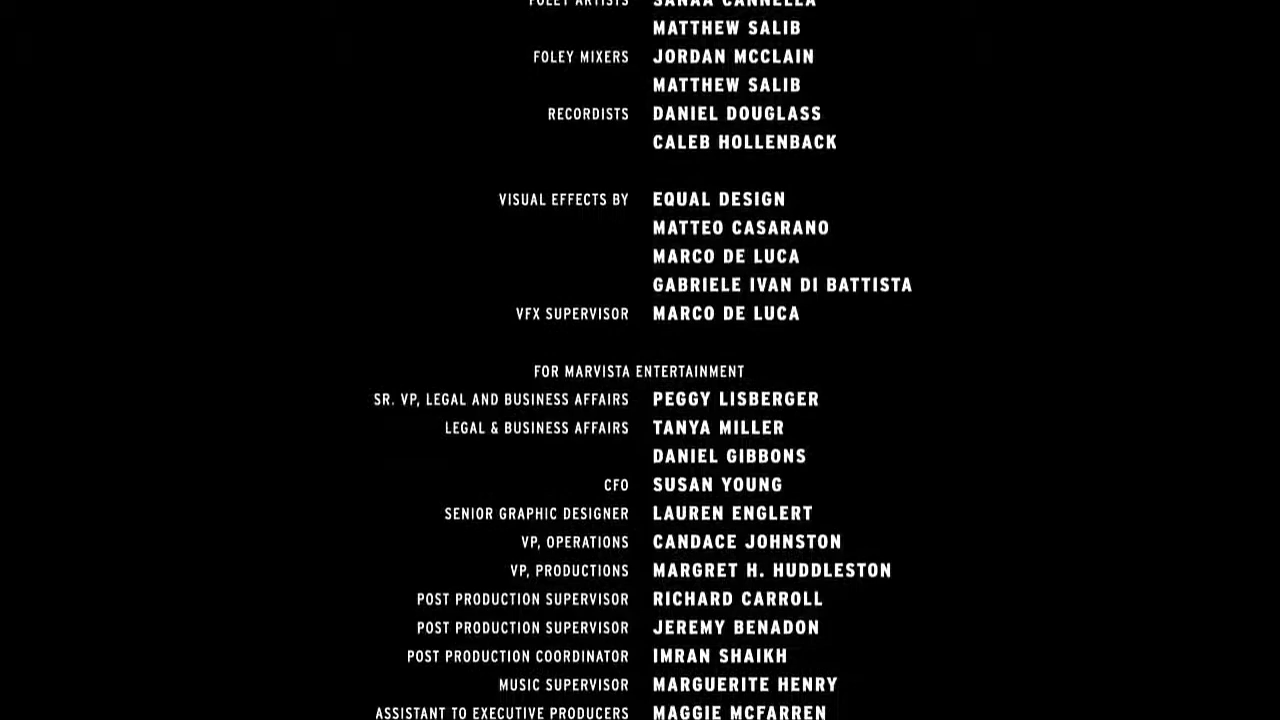 FOLEY ARTISTS SANAA CANNELLA
MATTHEW SALIB
FOLEY MIXERS JORDAN MCCLAIN
MATTHEW SALIB
RECORDISTS DANIEL DOUGLASS
CALEB HOLLENBACK
VISUAL EFFECTS BY EQUAL DESIGN
MATTEO CASARANO
MARCO DE LUCA
GABRIELE IVAN DI BATTISTA
VFX SUPERVISOR MARCO DE LUCA
FOR MARVISTA ENTERTAINMENT
SR. VP, LEGAL AND BUSINESS AFFAIRS PEGGY LISBERGER
LEGAL & BUSINESS AFFAIRS TANYA MILLER
DANIEL GIBBONS
CFO SUSAN YOUNG
SENIOR GRAPHIC DESIGNER LAUREN ENGLERT
VP, OPERATIONS CANDACE JOHNSTON
VP, PRODUCTIONS MARGRET H. HUDDLESTON
POST PRODUCTION SUPERVISOR RICHARD CARROLL
POST PRODUCTION SUPERVISOR JEREMY BENADON
POST PRODUCTION COORDINATOR IMRAN SHAIKH
MUSIC SUPERVISOR MARGUERITE HENRY
ASSISTANT TO EXECUTIVE PRODUCERS MAGGIE MCFARREN